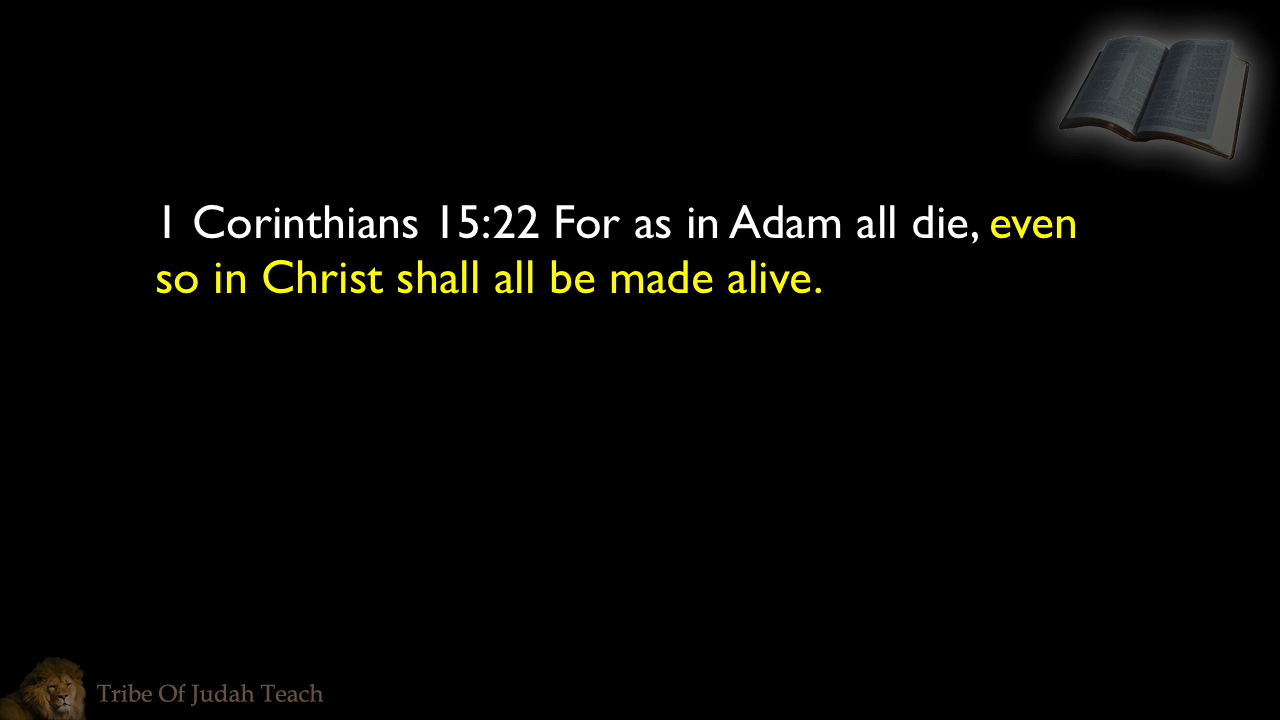 1 Corinthians 15:22 For as in Adam all die, even
so in Christ shall all be made alive.
Tribe Of Judah Teach